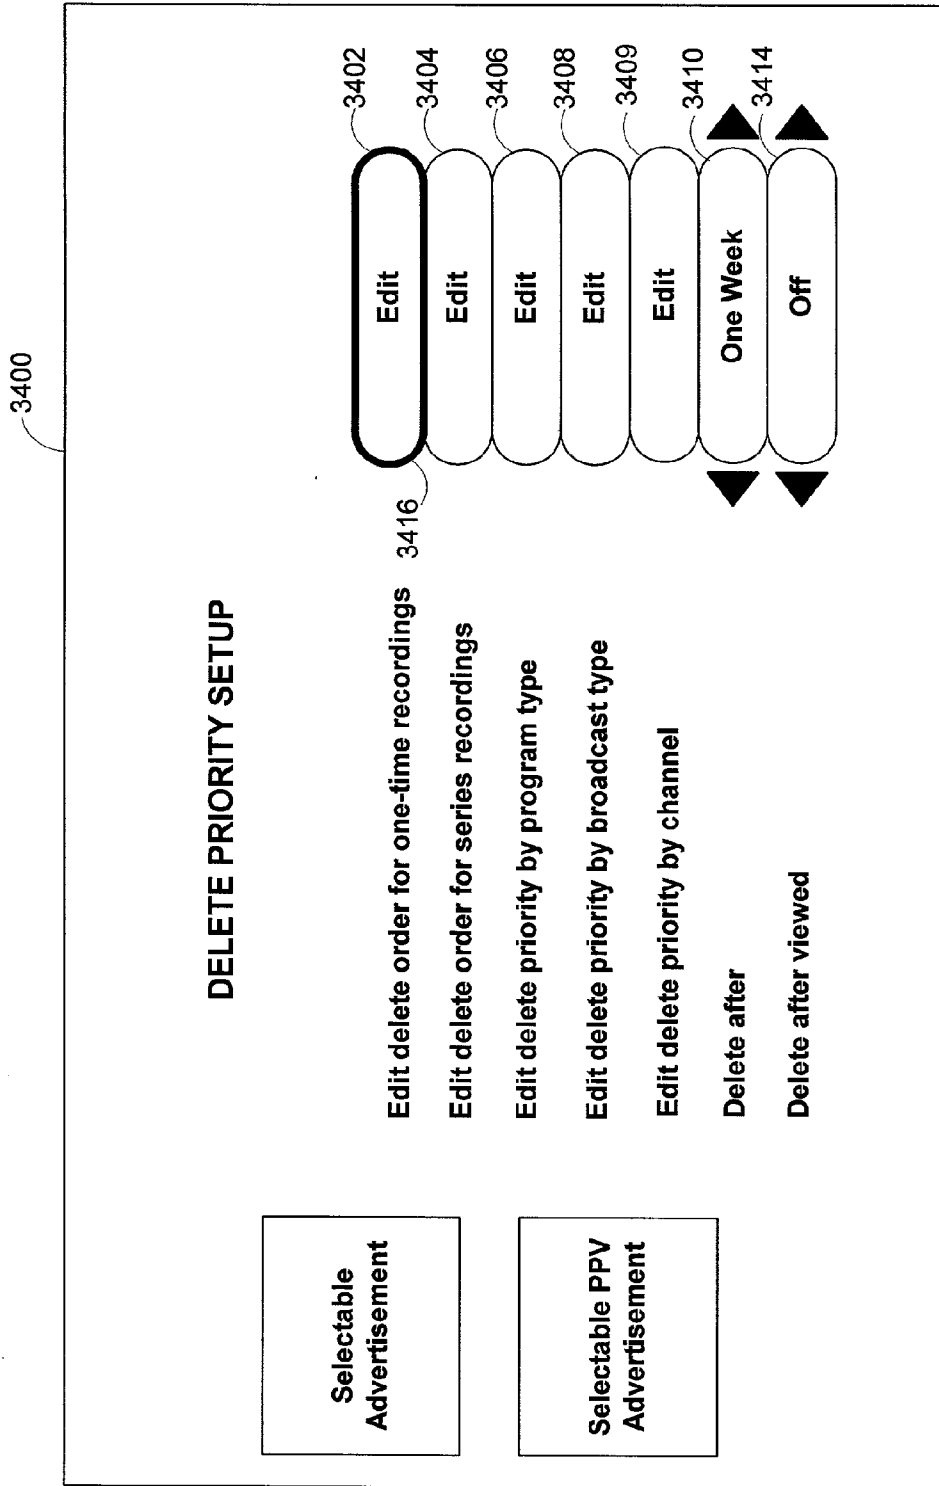 3400
DELETE PRIORITY SETUP
Selectable
Advertisement
Selectable PPV
Advertisement
Edit delete order for one-time recordings
3416
Edit
3402
Edit delete order for series recordings
Edit
3404
Edit delete priority by program type
Edit
3406
Edit delete priority by broadcast type
Edit
3408
Edit delete priority by channel
Edit
3409
Delete after
One Week
3410
Delete after viewed
Off
3414